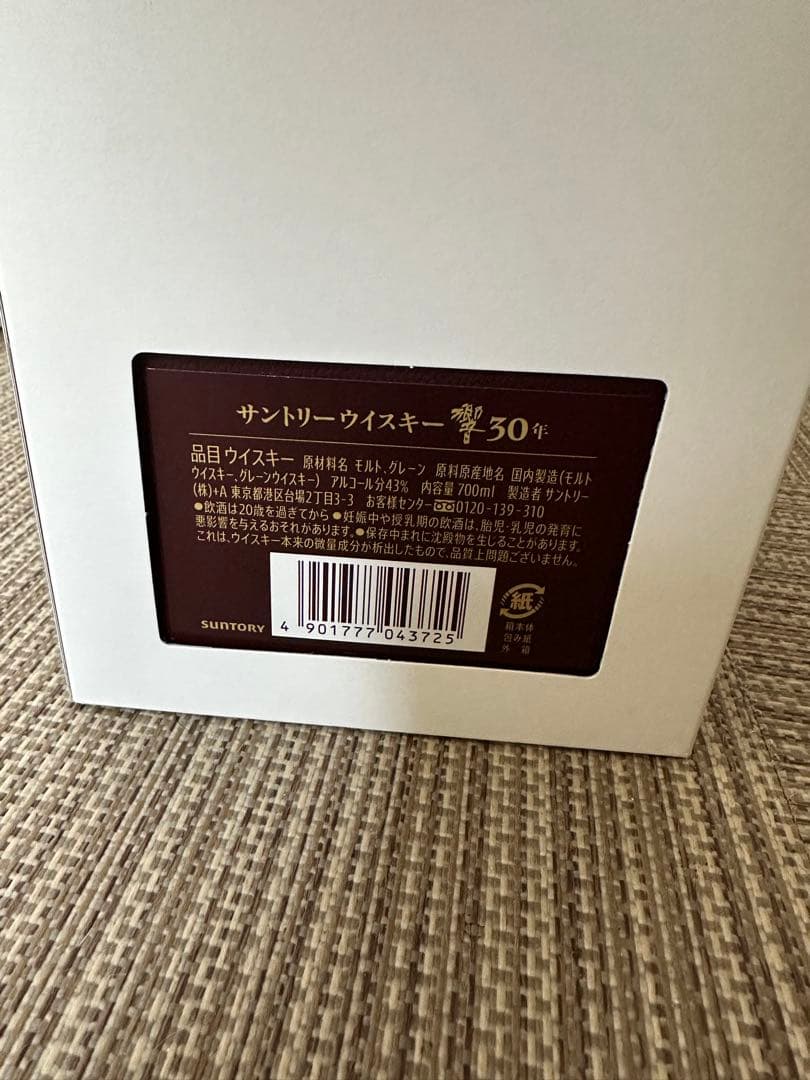 サントリーウイスキー 響 30年
品目 ウイスキー 原材料名 モルト、グレーン 原料原産地名 国内製造(モルト
ウイスキー、グレーンウイスキー) アルコール分43% 内容量 700ml 製造者 サントリー
(株)+A 東京都港区台場2丁目3-3 お客様センター 0120-139-310
●飲酒は20歳を過ぎてから ●妊娠中や授乳期の飲酒は、胎児・乳児の発育に
悪影響を与えるおそれがあります。●保存中まれに沈殿物を生じることがあります。
これは、ウイスキー本来の微量成分が析出したもので、品質上問題ございません。
SUNTORY
4 901777 043725
紙
箱本体
包み紙
外 箱